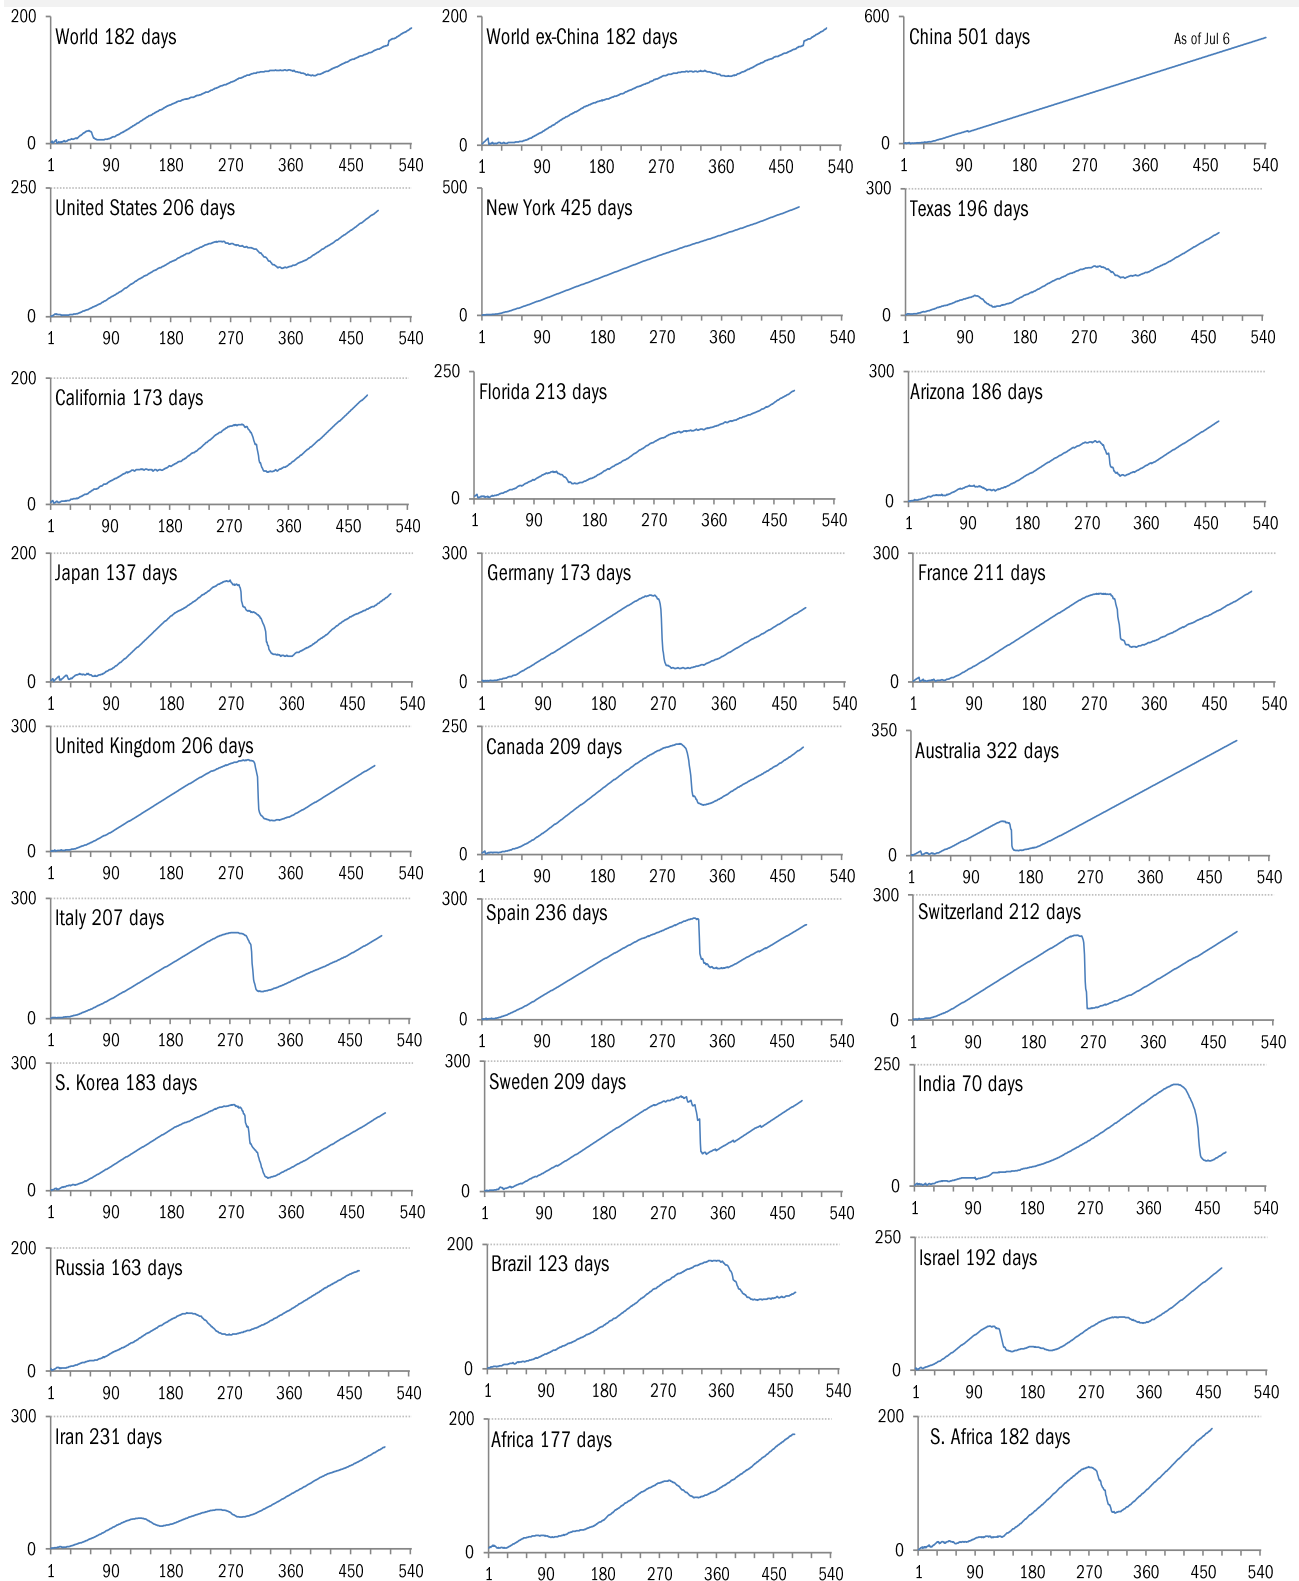 200 World 182 days
0
1 90 180 270 360 450 540
200 World ex-China 182 days
0
1 90 180 270 360 450 540
600 China 501 days As of Jul 6
0
1 90 180 270 360 450 540
250 United States 206 days
0
1 90 180 270 360 450 540
500 New York 425 days
0
1 90 180 270 360 450 540
300 Texas 196 days
0
1 90 180 270 360 450 540
200 California 173 days
0
1 90 180 270 360 450 540
250 Florida 213 days
0
1 90 180 270 360 450 540
300 Arizona 186 days
0
1 90 180 270 360 450 540
200 Japan 137 days
0
1 90 180 270 360 450 540
300 Germany 173 days
0
1 90 180 270 360 450 540
300 France 211 days
0
1 90 180 270 360 450 540
300 United Kingdom 206 days
0
1 90 180 270 360 450 540
250 Canada 209 days
0
1 90 180 270 360 450 540
350 Australia 322 days
0
1 90 180 270 360 450 540
300 Italy 207 days
0
1 90 180 270 360 450 540
300 Spain 236 days
0
1 90 180 270 360 450 540
300 Switzerland 212 days
0
1 90 180 270 360 450 540
300 S. Korea 183 days
0
1 90 180 270 360 450 540
300 Sweden 209 days
0
1 90 180 270 360 450 540
250 India 70 days
0
1 90 180 270 360 450 540
200 Russia 163 days
0
1 90 180 270 360 450 540
200 Brazil 123 days
0
1 90 180 270 360 450 540
250 Israel 192 days
0
1 90 180 270 360 450 540
300 Iran 231 days
0
1 90 180 270 360 450 540
200 Africa 177 days
0
1 90 180 270 360 450 540
200 S. Africa 182 days
0
1 90 180 270 360 450 540